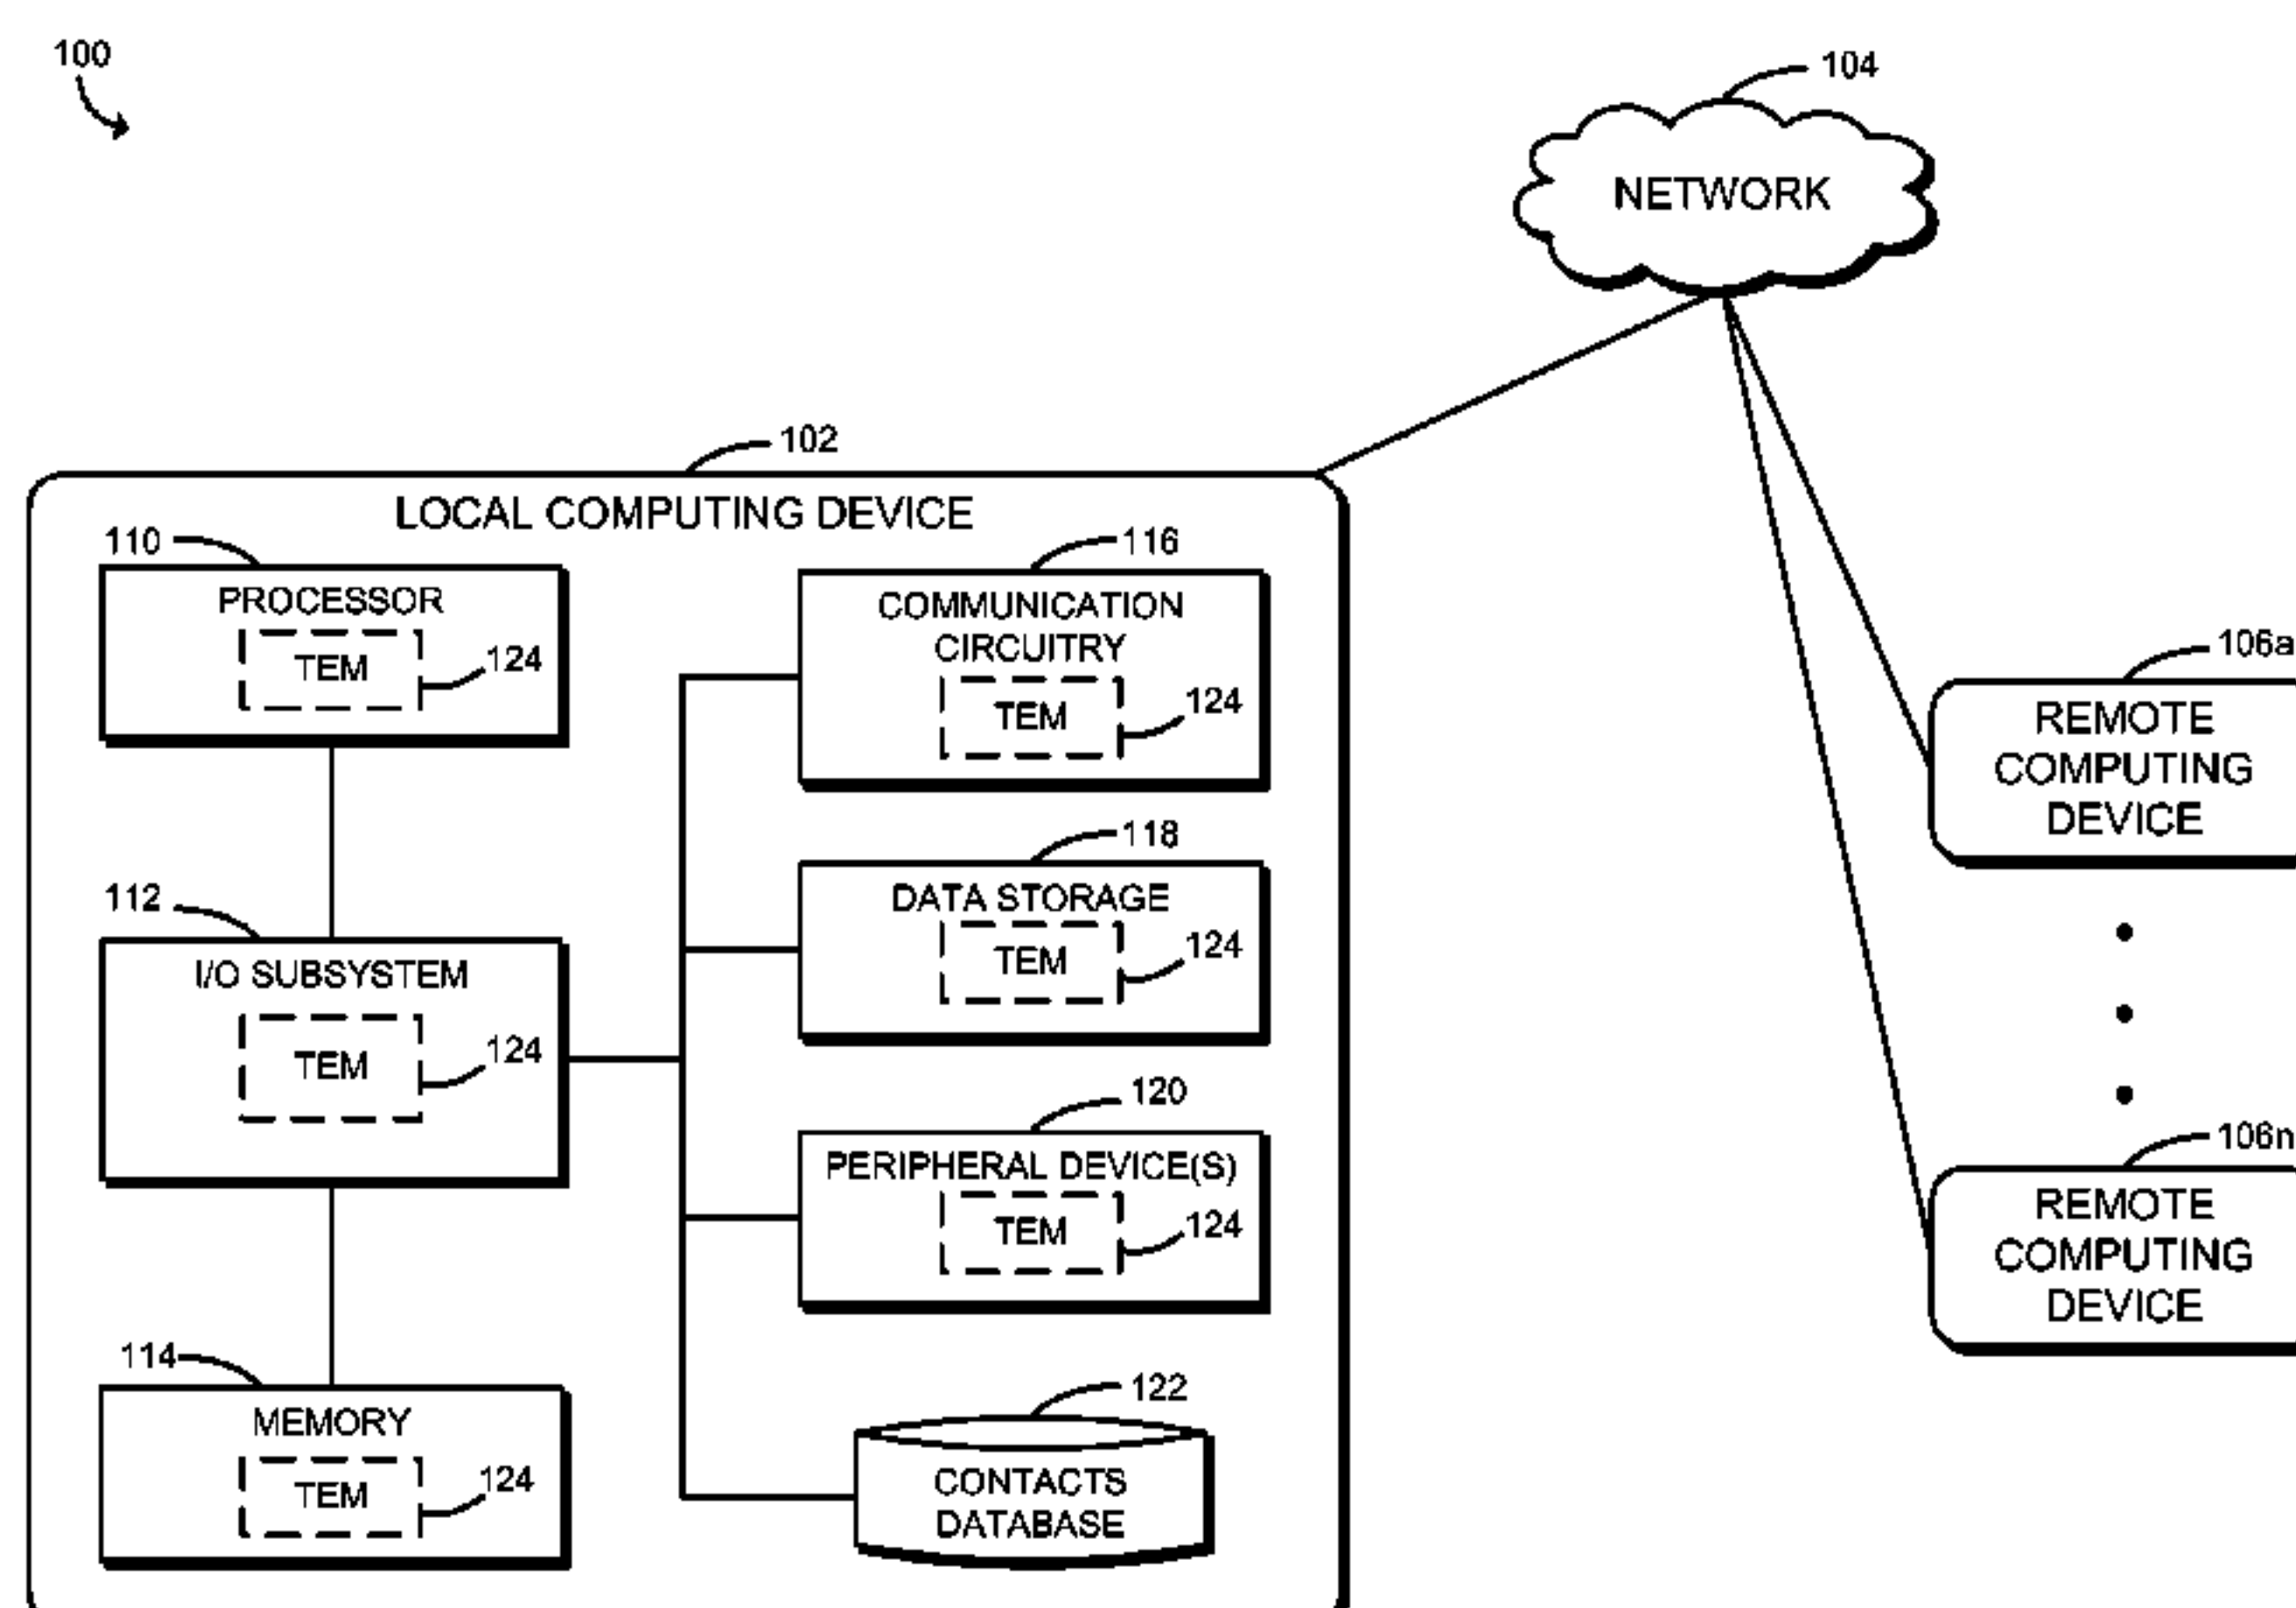 100
104
NETWORK
102
LOCAL COMPUTING DEVICE
110
PROCESSOR
TEM
124
116
COMMUNICATION
CIRCUITRY
TEM
124
106a
REMOTE
COMPUTING
DEVICE
118
DATA STORAGE
TEM
124
112
I/O SUBSYSTEM
TEM
124
120
PERIPHERAL DEVICE(S)
TEM
124
106n
REMOTE
COMPUTING
DEVICE
114
MEMORY
TEM
124
122
CONTACTS
DATABASE